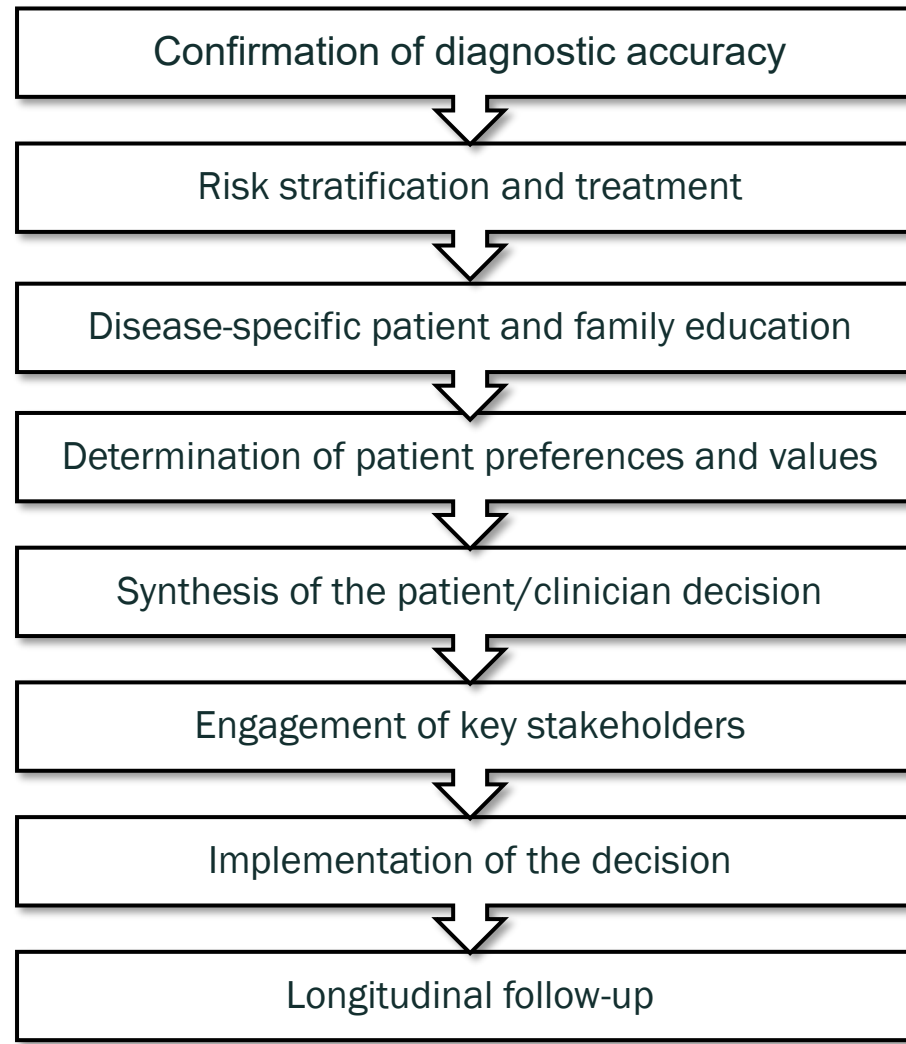 Confirmation of diagnostic accuracy
Risk stratification and treatment
Disease-specific patient and family education
Determination of patient preferences and values
Synthesis of the patient/clinician decision
Engagement of key stakeholders
Implementation of the decision
Longitudinal follow-up